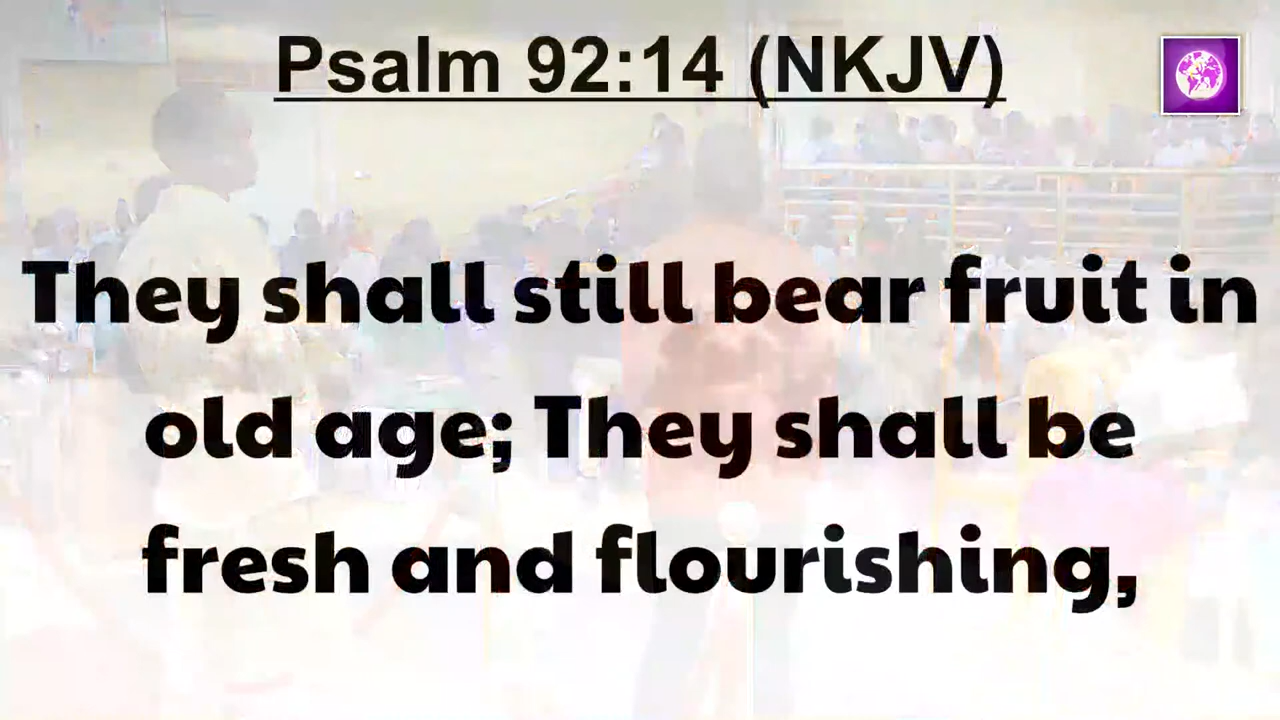 Psalm 92:14 (NKJV)
They shall still bear fruit in
old age; They shall be
fresh and flourishing,